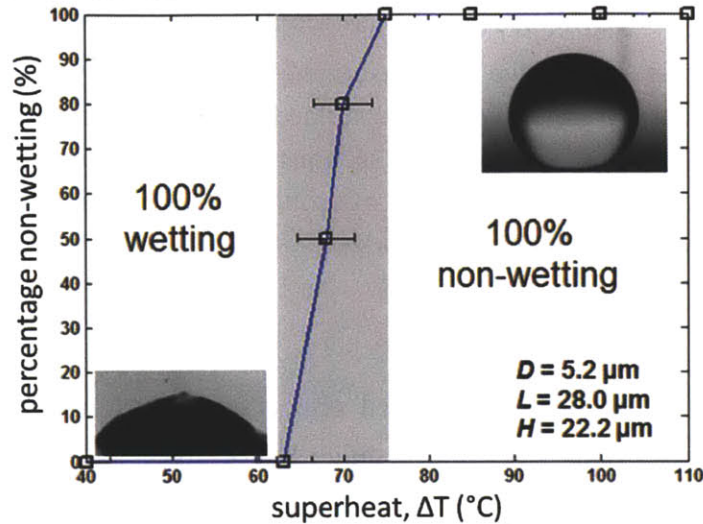 percentage non-wetting (%)
100
90
80
70
60
50
40
30
20
10
0
100%
wetting
100%
non-wetting
D = 5.2 µm
L = 28.0 µm
H = 22.2 µm
40 50 60 70 80 90 100 110
superheat, ΔT (°C)